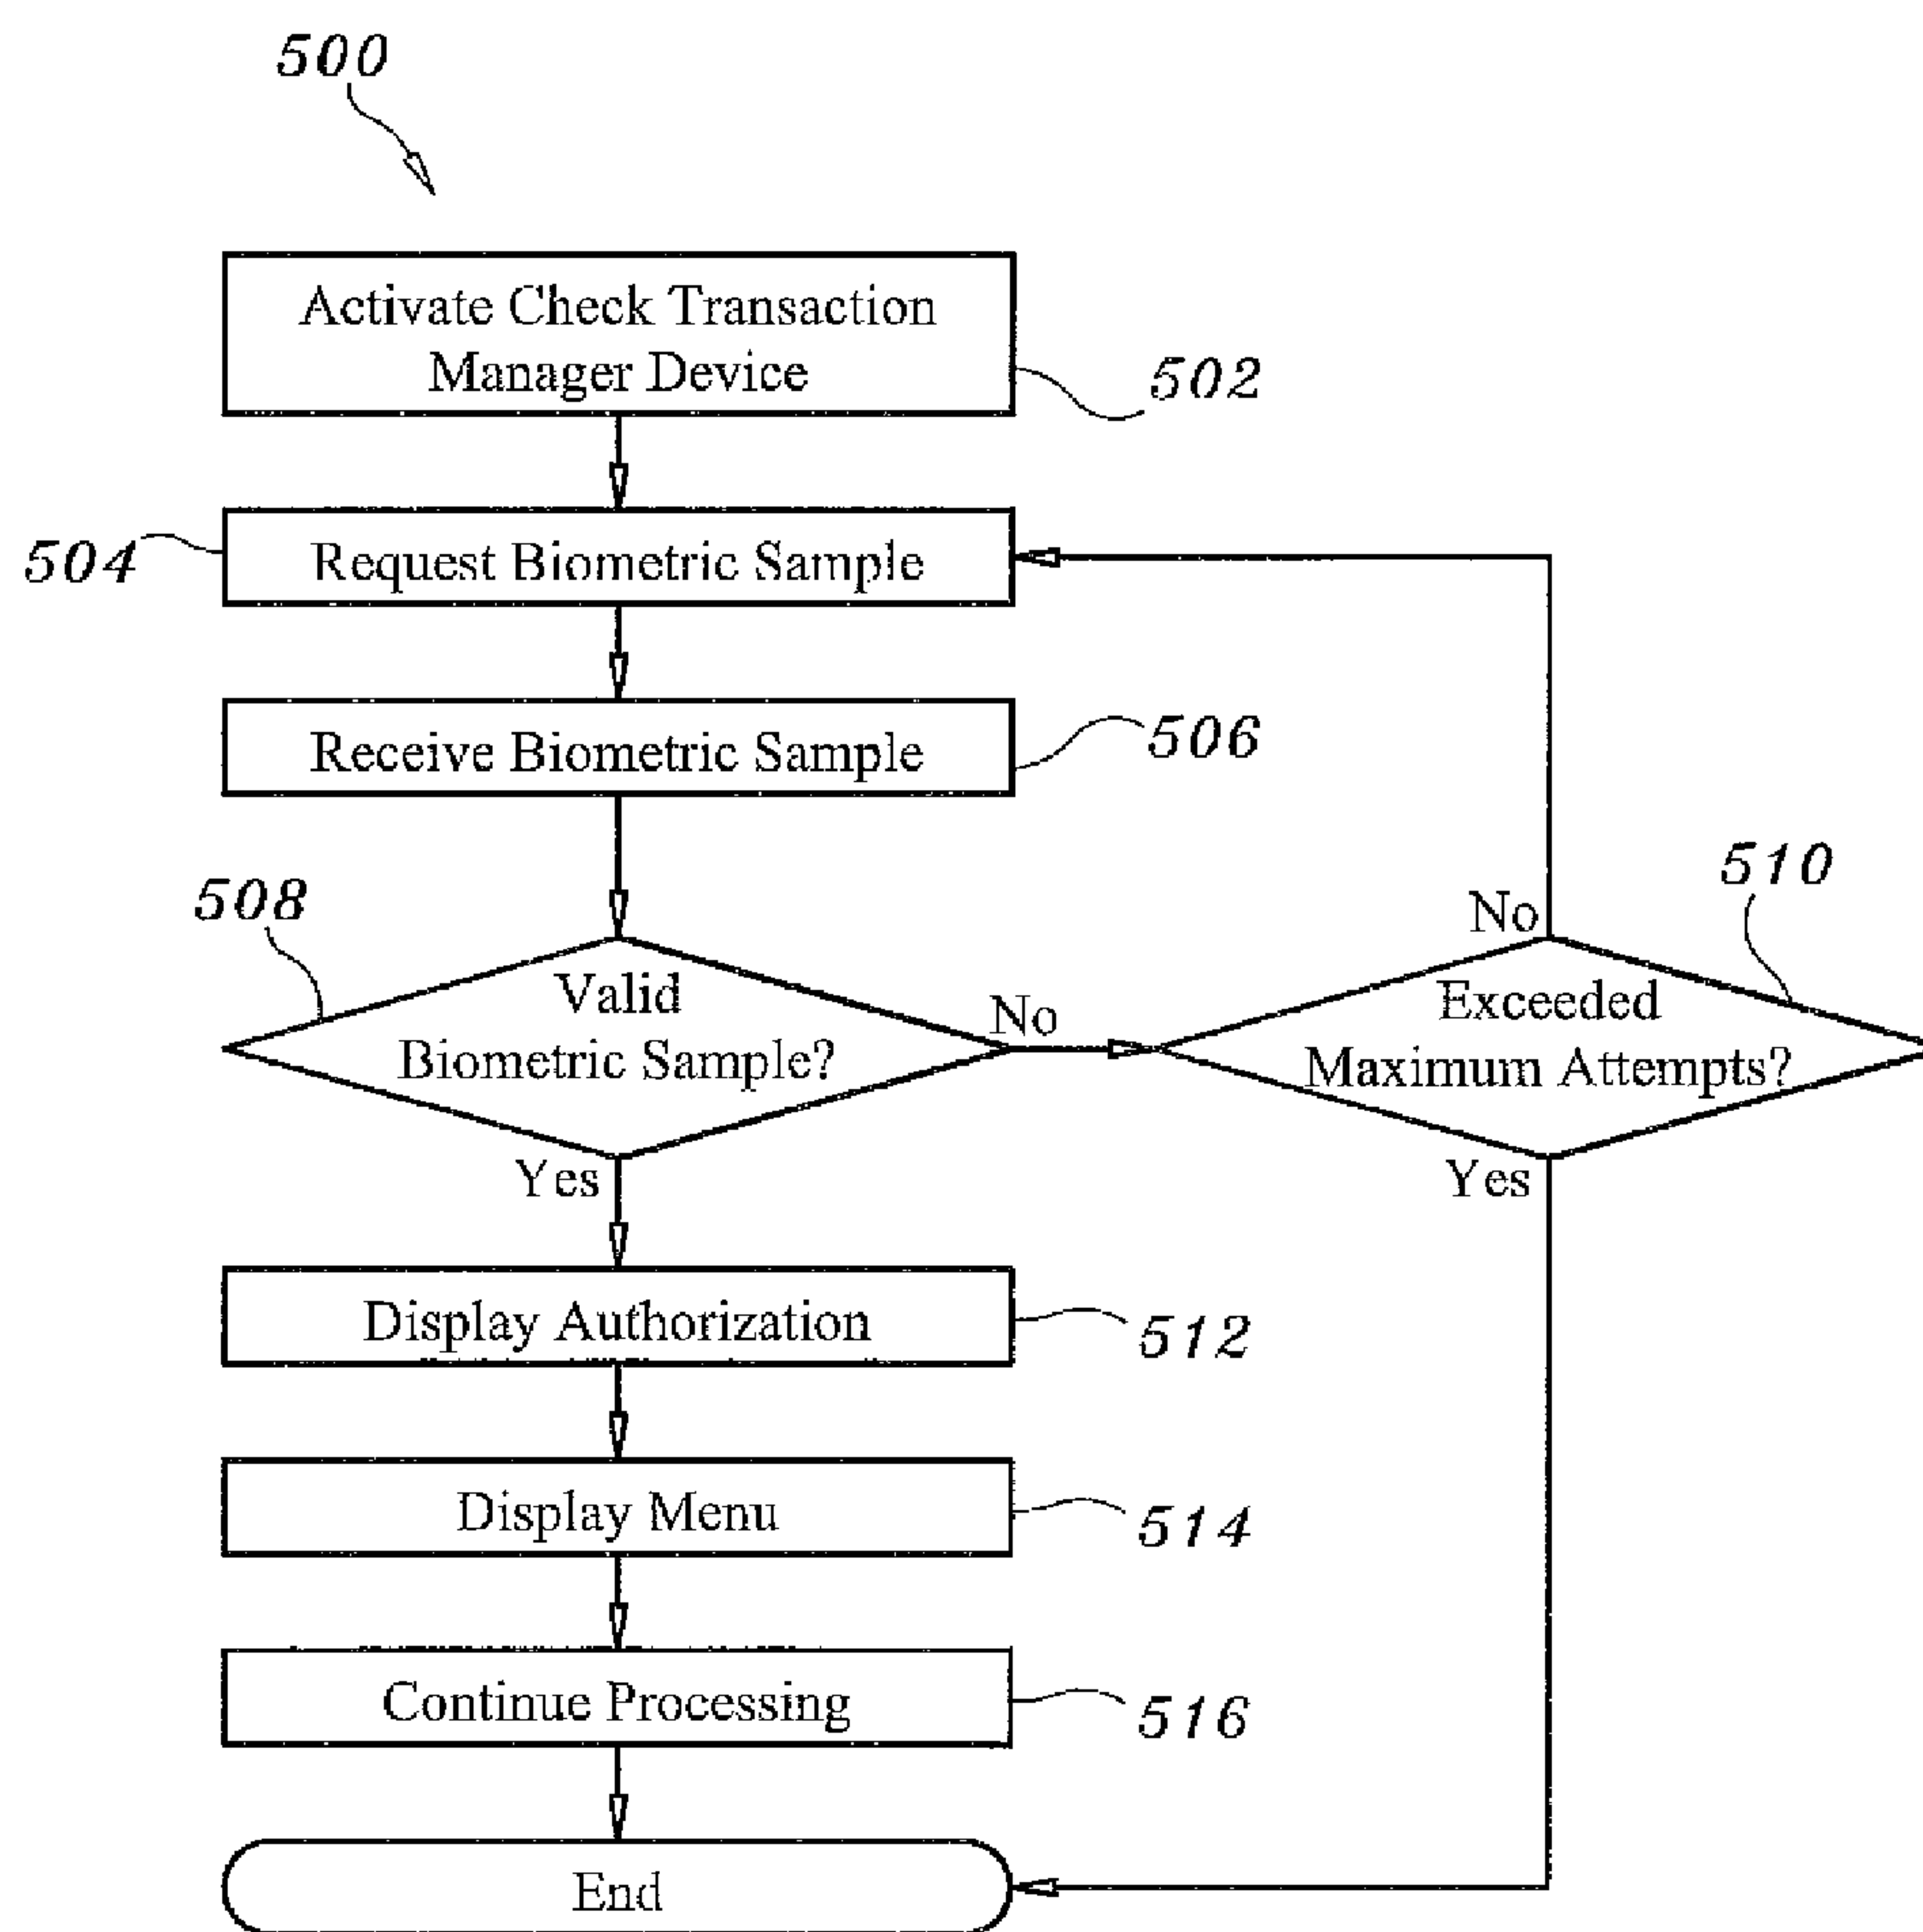 500
Activate Check Transaction
Manager Device
502
504
Request Biometric Sample
Receive Biometric Sample
506
508
Valid
Biometric Sample?
No
Yes
510
No
Exceeded
Maximum Attempts?
Yes
Display Authorization
512
Display Menu
514
Continue Processing
516
End